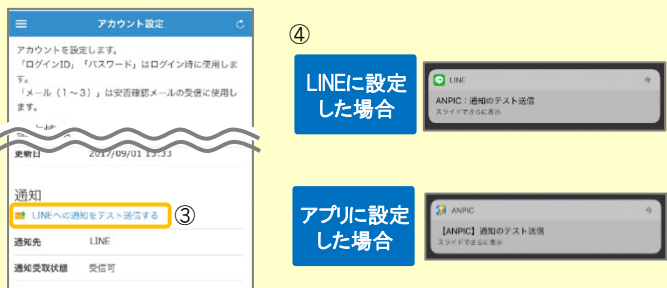 アカウント設定
アカウントを設定します。
「ログインID」「パスワード」はログイン時に使用しま
す。
「メール（1～3）」は安否確認メールの受信に使用し
ます。
更新日 2017/09/01 15:33
通知
LINEへの通知をテスト送信する ③
通知先 LINE
通知受取状態 受信可
④
LINEに設定
した場合
LINE 今
ANPIC：通知のテスト送信
スライドでさらに表示
アプリに設定
した場合
ANPIC 今
【ANPIC】通知のテスト送信
スライドでさらに表示